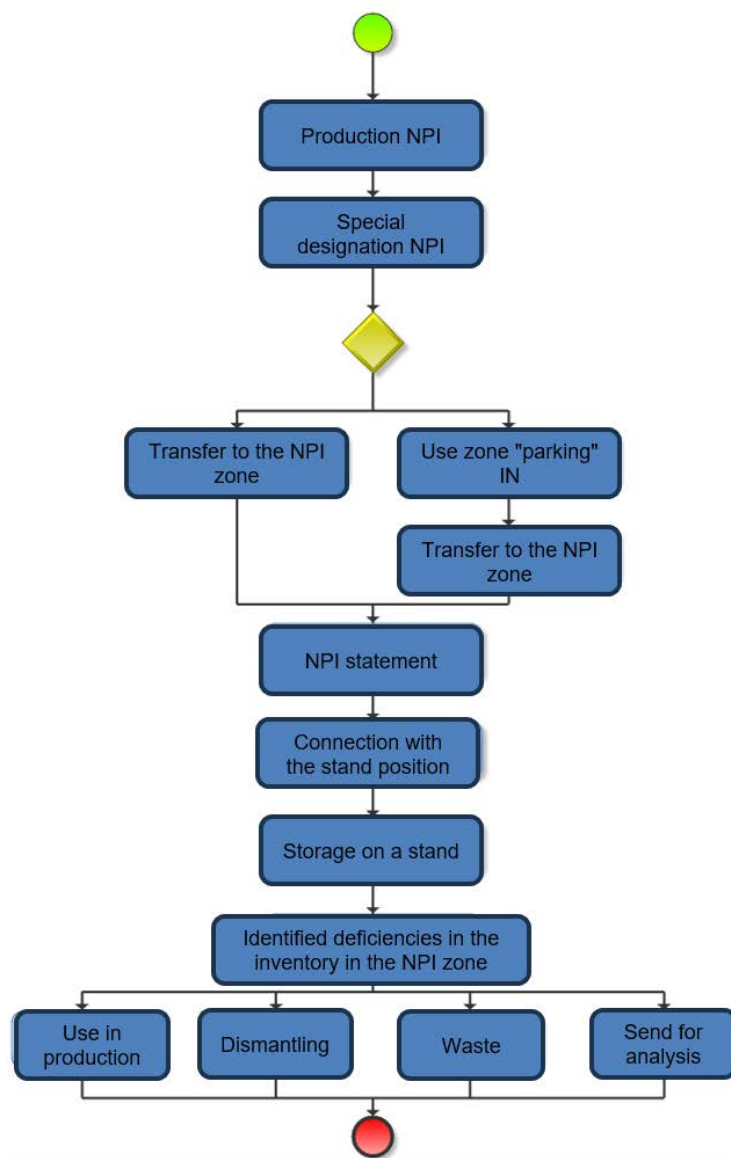 Production NPI
Special
designation NPI
Transfer to the NPI
zone
Use zone "parking"
IN
Transfer to the NPI
zone
NPI statement
Connection with
the stand position
Storage on a stand
Identified deficiencies in the
inventory in the NPI zone
Use in
production
Dismantling
Waste
Send for
analysis